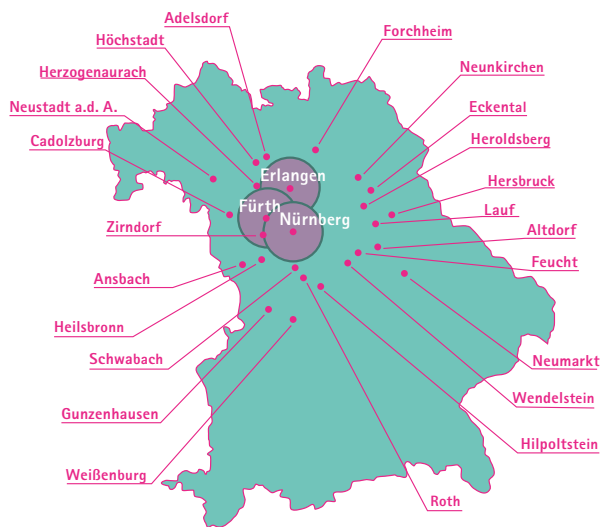 Adelsdorf
Höchstadt
Herzogenaurach
Neustadt a.d. A.
Cadolzburg
Zirndorf
Ansbach
Heilsbronn
Schwabach
Gunzenhausen
Weißenburg
Erlangen
Fürth
Nürnberg
Forchheim
Neunkirchen
Eckental
Heroldsberg
Hersbruck
Lauf
Altdorf
Feucht
Neumarkt
Wendelstein
Hilpoltstein
Roth